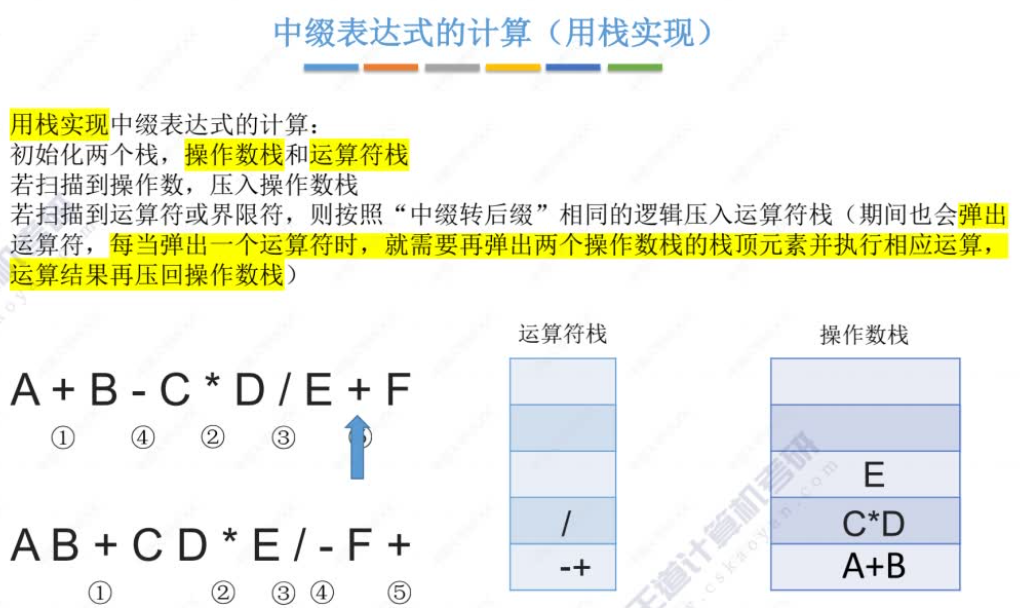 中缀表达式的计算（用栈实现）
用栈实现中缀表达式的计算：
初始化两个栈，操作数栈和运算符栈
若扫描到操作数，压入操作数栈
若扫描到运算符或界限符，则按照“中缀转后缀”相同的逻辑压入运算符栈（期间也会弹出
运算符，每当弹出一个运算符时，就需要再弹出两个操作数栈的栈顶元素并执行相应运算，
运算结果再压回操作数栈）
A + B - C * D / E + F
① ④ ② ③
A B + C D * E / - F +
① ② ③ ④ ⑤
运算符栈
/
-+
操作数栈
E
C*D
A+B
王道计算机考研
.cskaoyan.com